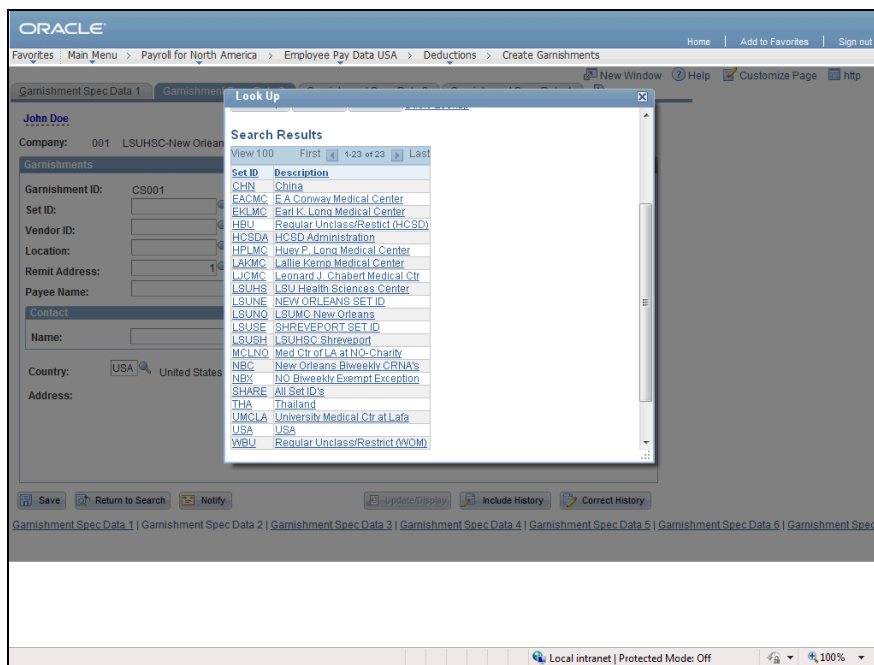 ORACLE
Home | Add to Favorites | Sign out
Favorites Main Menu > Payroll for North America > Employee Pay Data USA > Deductions > Create Garnishments
New Window Help Customize Page http
Garnishment Spec Data 1 Garnishment
Look Up
John Doe
Company: 001 LSUHSC-New Orlean
Search Results
View 100 First 1-23 of 23 Last
Set ID Description
CHN China
EACMC E A Conway Medical Center
EKLMC Earl K. Long Medical Center
HBU Regular Unclass/Restict (HCSD)
HCSDA HCSD Administration
HPLMC Huey P. Long Medical Center
LAKMC Lallie Kemp Medical Center
LJCMC Leonard J. Chabert Medical Ctr
LSUHS LSU Health Sciences Center
LSUNE NEW ORLEANS SET ID
LSUNO LSUMC New Orleans
LSUSE SHREVEPORT SET ID
LSUSH LSUHSC Shreveport
MCLNO Med Ctr of LA at NO-Charity
NBC New Orleans Biweekly CRNA's
NBX NO Biweekly Exempt Exception
SHARE All Set ID's
THA Thailand
UMCLA University Medical Ctr at Lafa
USA USA
WBU Regular Unclass/Restrict (WOM)
Garnishments
Garnishment ID: CS001
Set ID:
Vendor ID:
Location:
Remit Address: 1
Payee Name:
Contact
Name:
Country: USA United States
Address:
Save Return to Search Notify Update/Display Include History Correct History
Garnishment Spec Data 1 | Garnishment Spec Data 2 | Garnishment Spec Data 3 | Garnishment Spec Data 4 | Garnishment Spec Data 5 | Garnishment Spec Data 6 | Garnishment Spec
Local intranet | Protected Mode: Off 100%